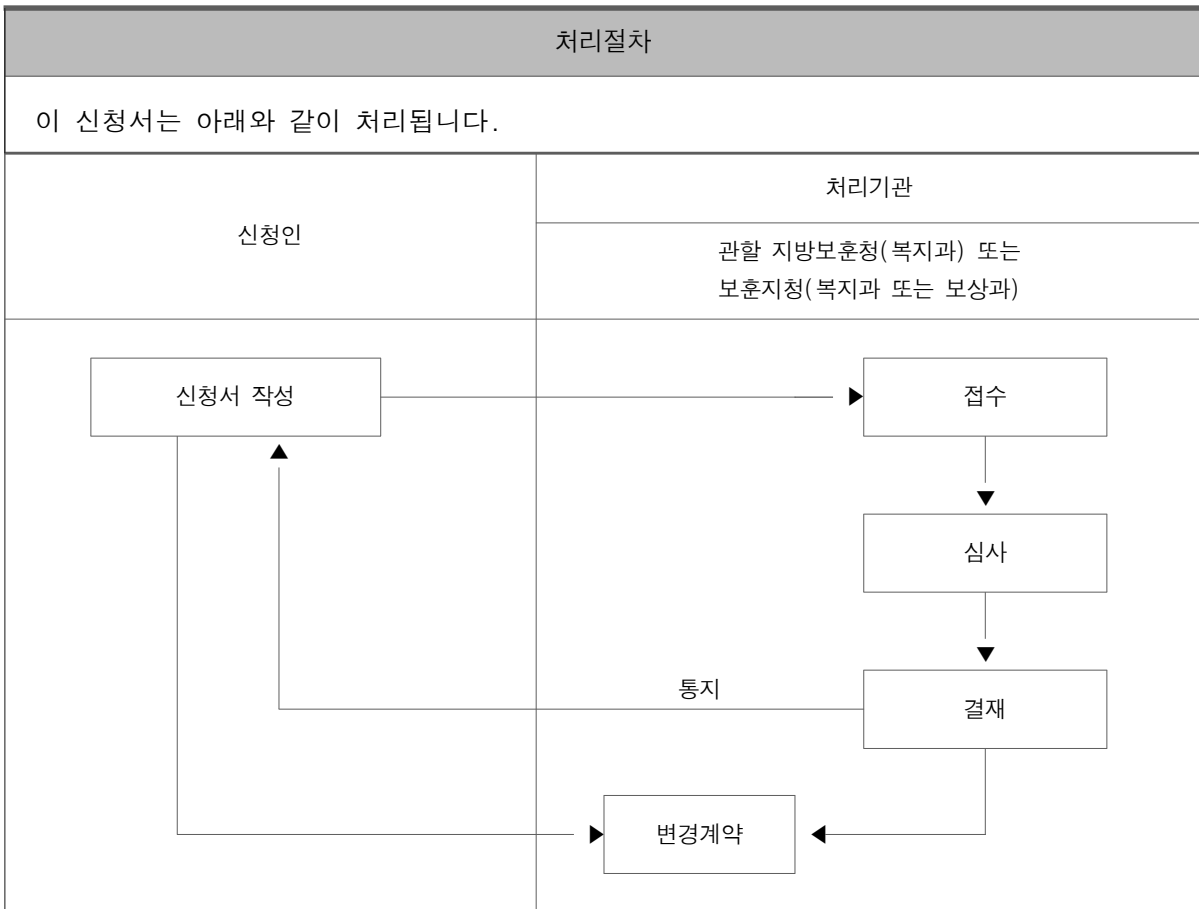 처리절차
이 신청서는 아래와 같이 처리됩니다.
신청인
처리기관
관할 지방보훈청(복지과) 또는
보훈지청(복지과 또는 보상과)
신청서 작성
접수
심사
통지
결재
변경계약